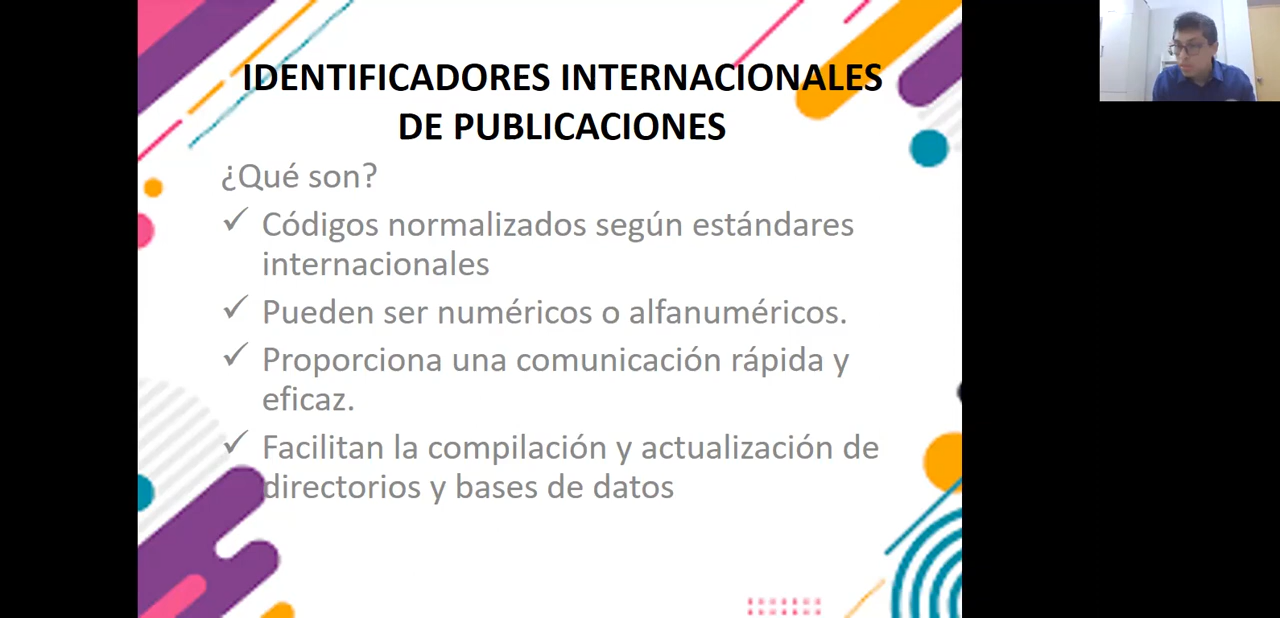 IDENTIFICADORES INTERNACIONALES
DE PUBLICACIONES
¿Qué son?
✓ Códigos normalizados según estándares
internacionales
✓ Pueden ser numéricos o alfanuméricos.
✓ Proporciona una comunicación rápida y
eficaz.
✓ Facilitan la compilación y actualización de
directorios y bases de datos